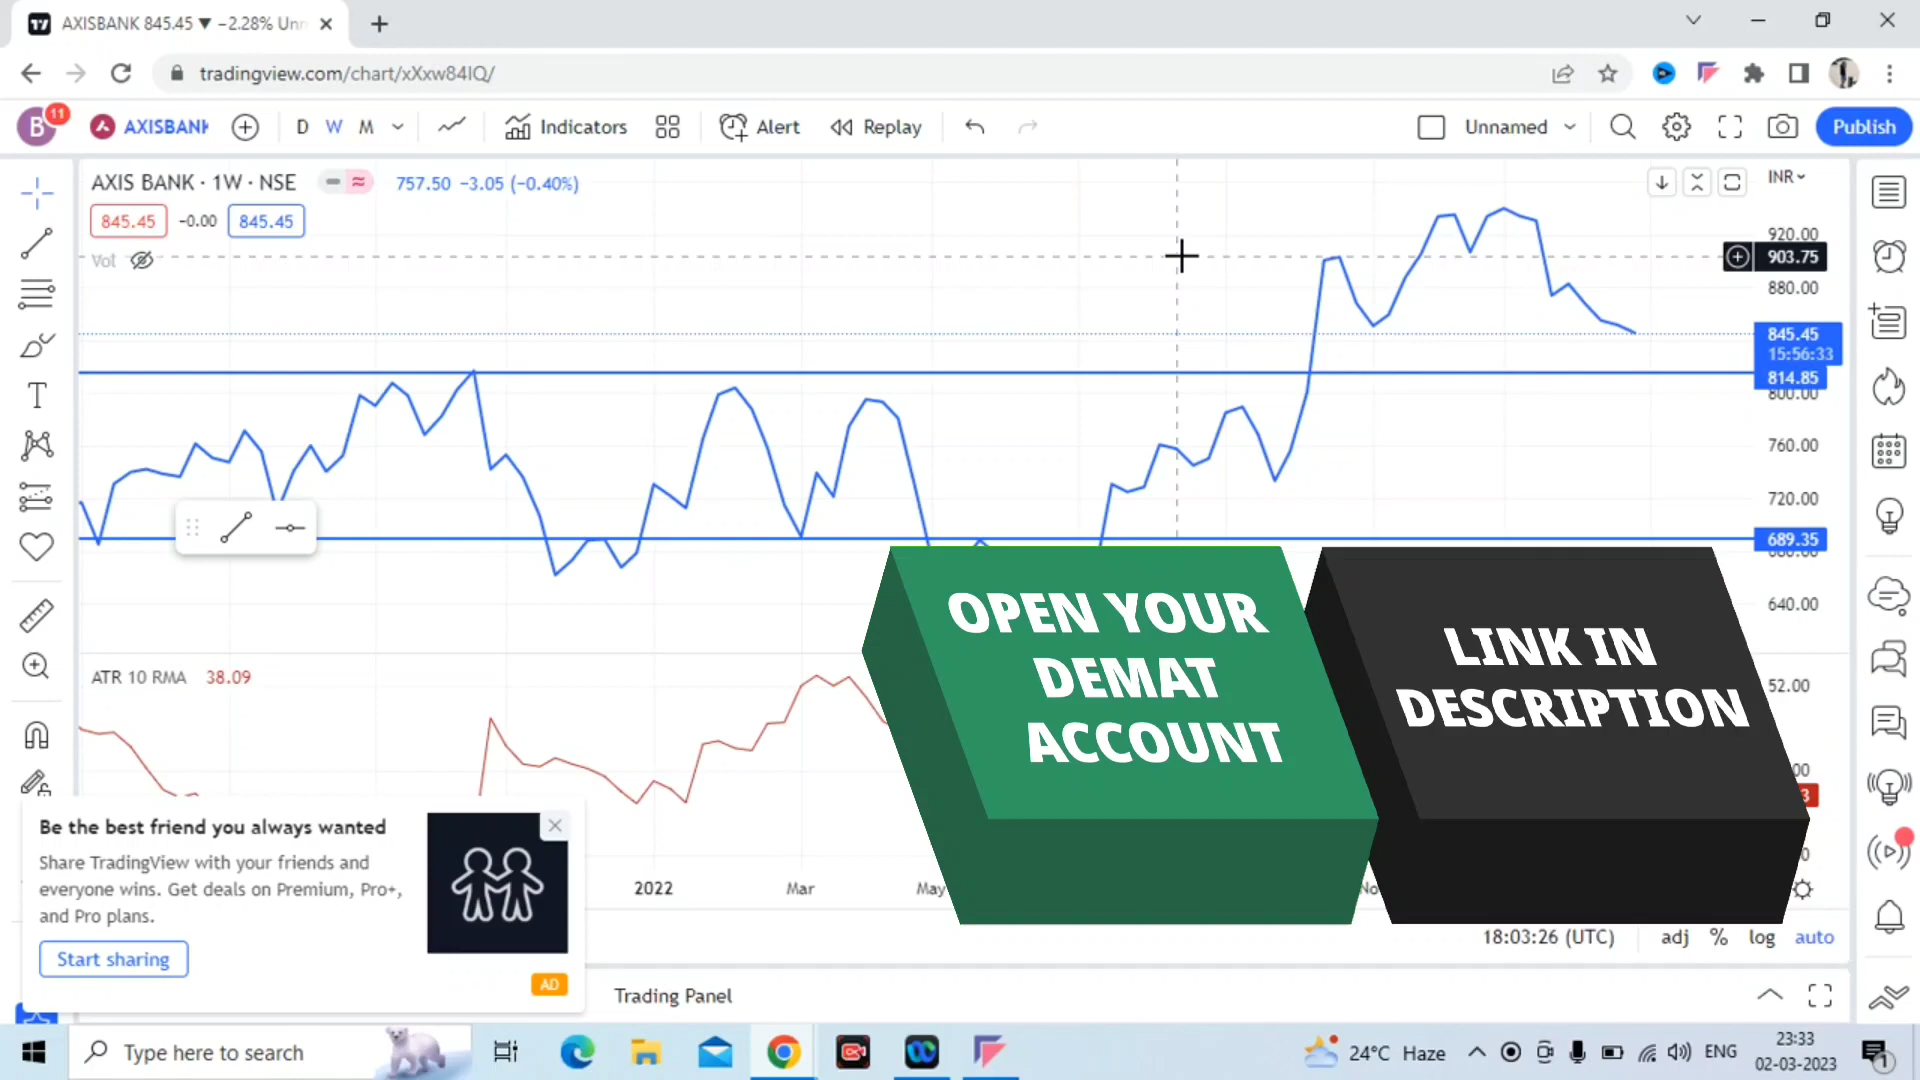 AXISBANK 845.45 ▼ −2.28% Unn
tradingview.com/chart/xXxw84IQ/
B
11
AXISBANK
D W M
Indicators
Alert
Replay
Unnamed
Publish
AXIS BANK · 1W · NSE
757.50 −3.05 (−0.40%)
INR
845.45 −0.00 845.45
Vol
920.00
903.75
880.00
845.45
15:56:33
814.85
800.00
760.00
720.00
689.35
640.00
OPEN YOUR
DEMAT
ACCOUNT
LINK IN
DESCRIPTION
ATR 10 RMA 38.09
52.00
Be the best friend you always wanted
Share TradingView with your friends and
everyone wins. Get deals on Premium, Pro+,
and Pro plans.
Start sharing
AD
2022 Mar May
18:03:26 (UTC) adj % log auto
Trading Panel
Type here to search
24°C Haze
ENG
23:33
02-03-2023
1